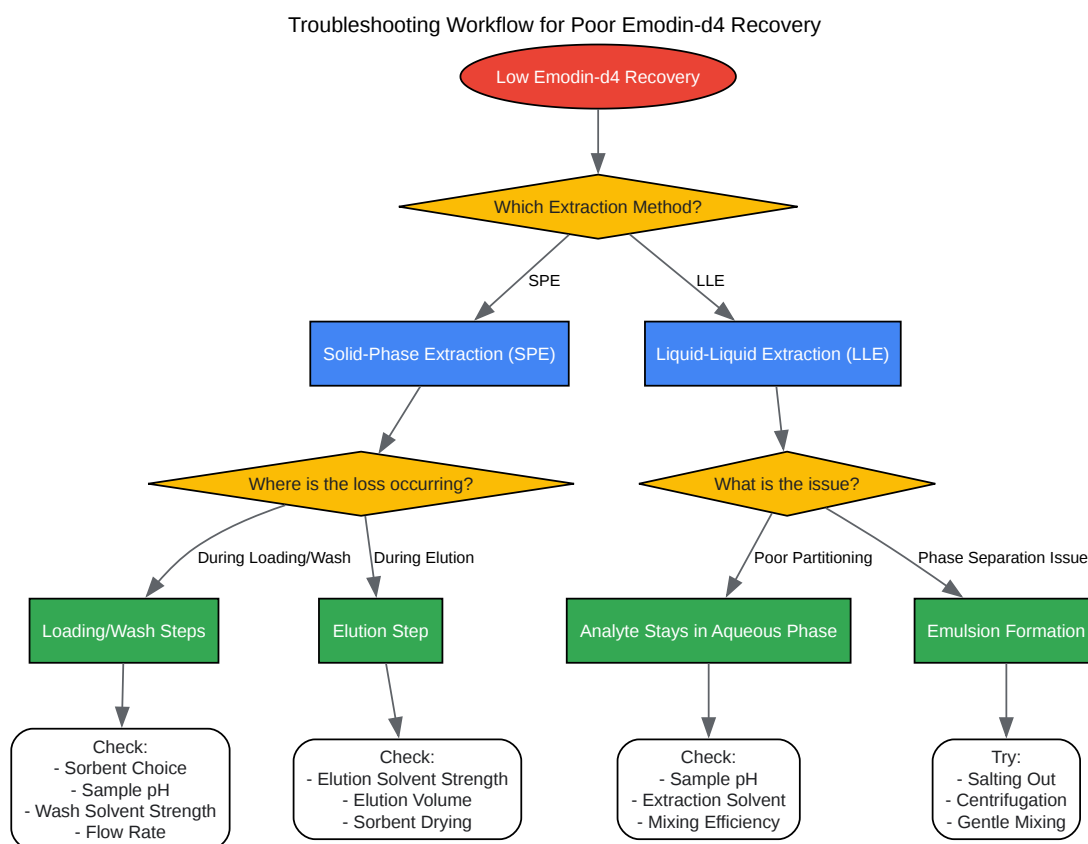 Troubleshooting Workflow for Poor Emodin-d4 Recovery
Low Emodin-d4 Recovery
Which Extraction Method?
SPE
LLE
Solid-Phase Extraction (SPE)
Liquid-Liquid Extraction (LLE)
Where is the loss occurring?
What is the issue?
During Loading/Wash
During Elution
Poor Partitioning
Phase Separation Issue
Loading/Wash Steps
Elution Step
Analyte Stays in Aqueous Phase
Emulsion Formation
Check:
- Sorbent Choice
- Sample pH
- Wash Solvent Strength
- Flow Rate
Check:
- Elution Solvent Strength
- Elution Volume
- Sorbent Drying
Check:
- Sample pH
- Extraction Solvent
- Mixing Efficiency
Try:
- Salting Out
- Centrifugation
- Gentle Mixing